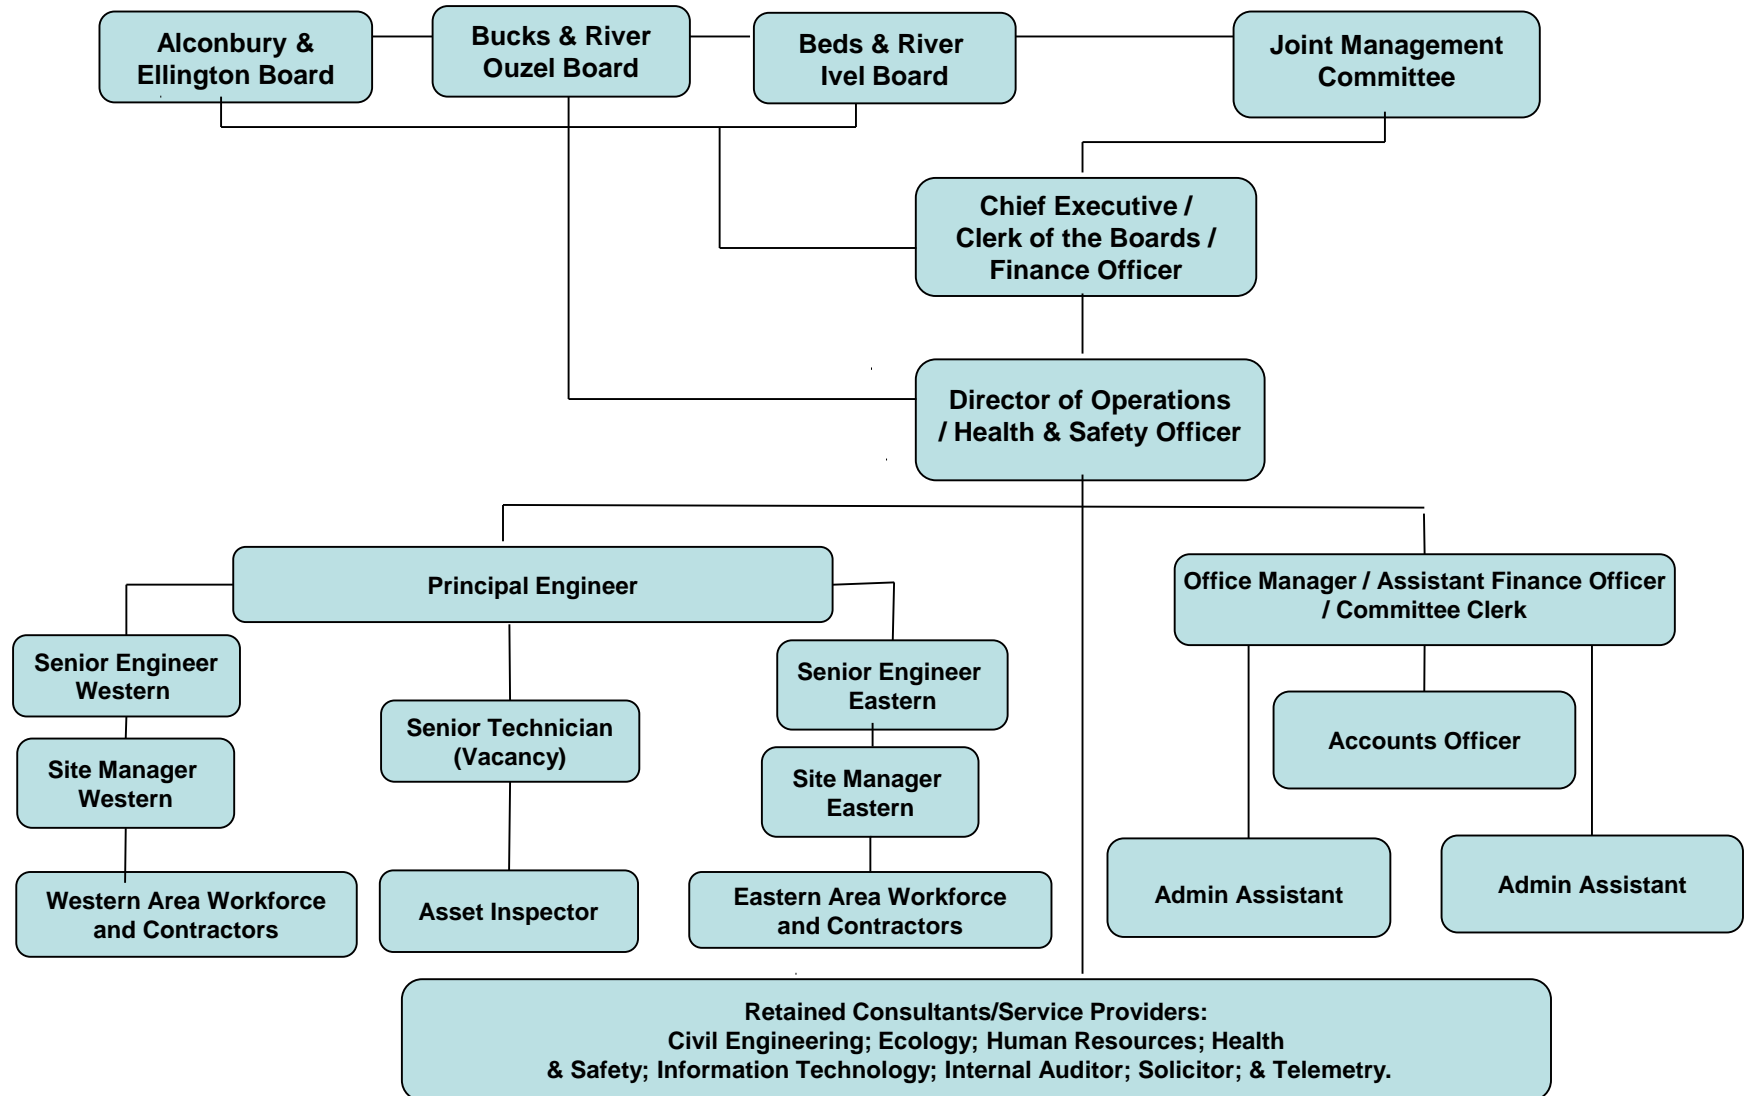 Alconbury &
Ellington Board
Bucks & River
Ouzel Board
Beds & River
Ivel Board
Joint Management
Committee
Chief Executive /
Clerk of the Boards /
Finance Officer
Director of Operations
/ Health & Safety Officer
Principal Engineer
Office Manager / Assistant Finance Officer
/ Committee Clerk
Senior Engineer
Western
Senior Technician
(Vacancy)
Senior Engineer
Eastern
Accounts Officer
Site Manager
Western
Site Manager
Eastern
Western Area Workforce
and Contractors
Asset Inspector
Eastern Area Workforce
and Contractors
Admin Assistant
Admin Assistant
Retained Consultants/Service Providers:
Civil Engineering; Ecology; Human Resources; Health
& Safety; Information Technology; Internal Auditor; Solicitor; & Telemetry.